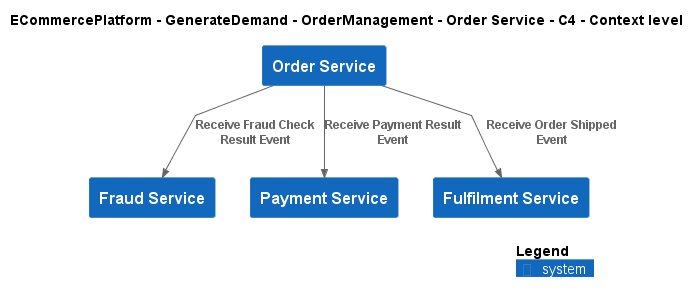 ECommercePlatform - GenerateDemand - OrderManagement - Order Service - C4 - Context level
Order Service
Receive Fraud Check
Result Event
Receive Payment Result
Event
Receive Order Shipped
Event
Fraud Service
Payment Service
Fulfilment Service
Legend
system